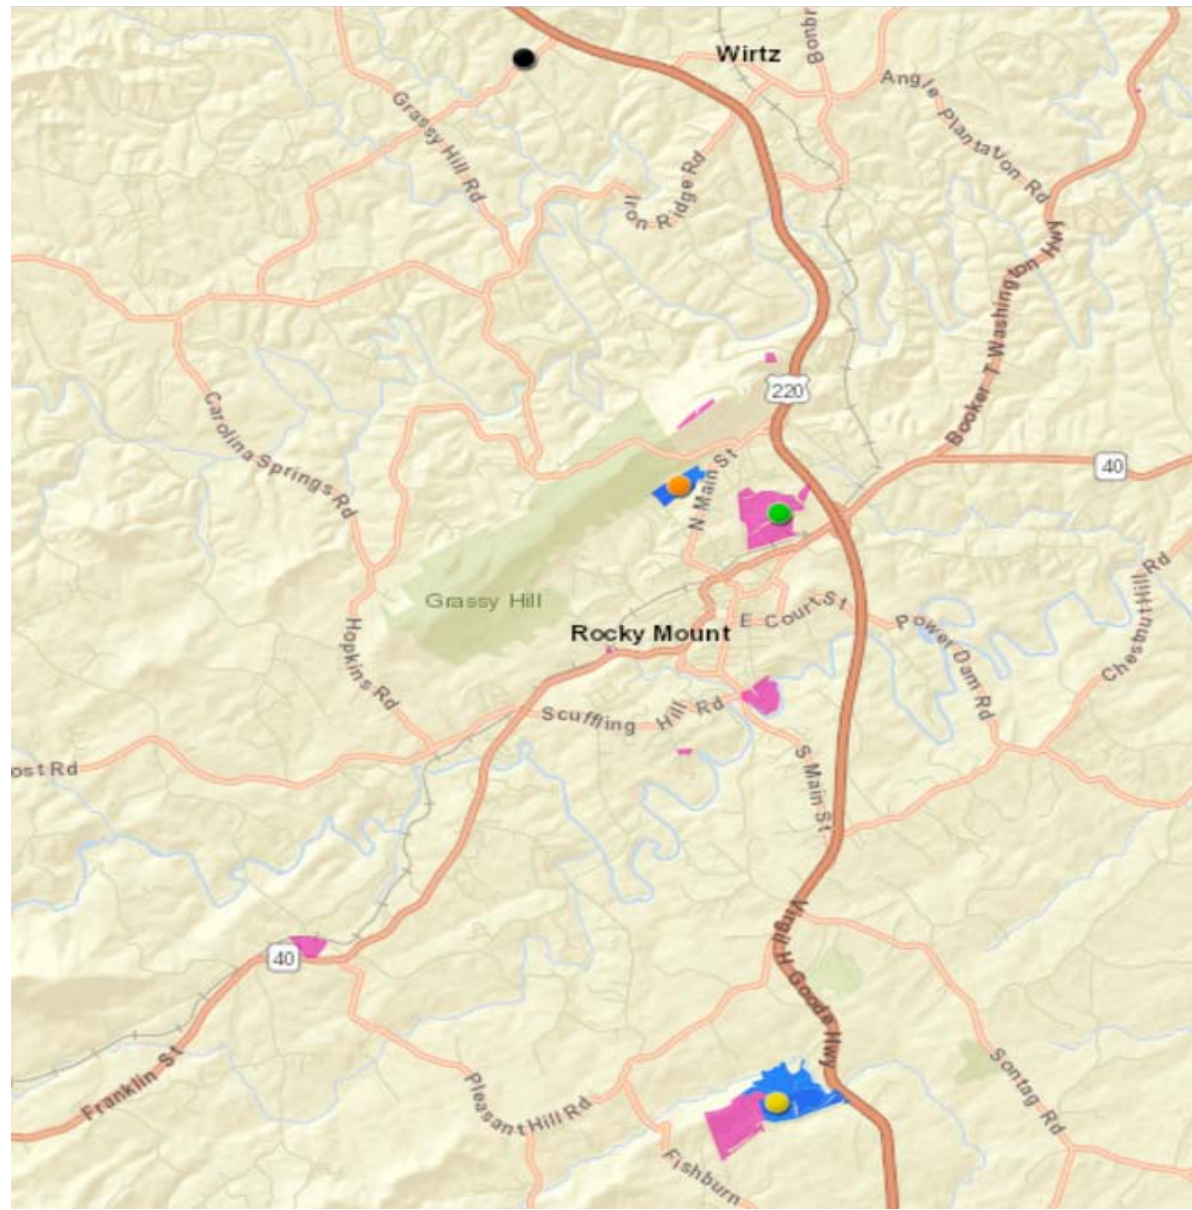 Wirtz
Bonbr
Angle Plantation Rd
Grassy Hill Rd
Iron Ridge Rd
Booker T Washington Hwy
220
Carolina Springs Rd
40
N Main St
Rd
Chesnut Hill
Grassy Hill
E Court St
Power Dam Rd
Rocky Mount
Hopkins Rd
Scuffling Hill Rd
ost Rd
S Main St
Virgil H Goode Hwy
40
Franklin St
Pleasant Hill Rd
Sontag Rd
Fishburn